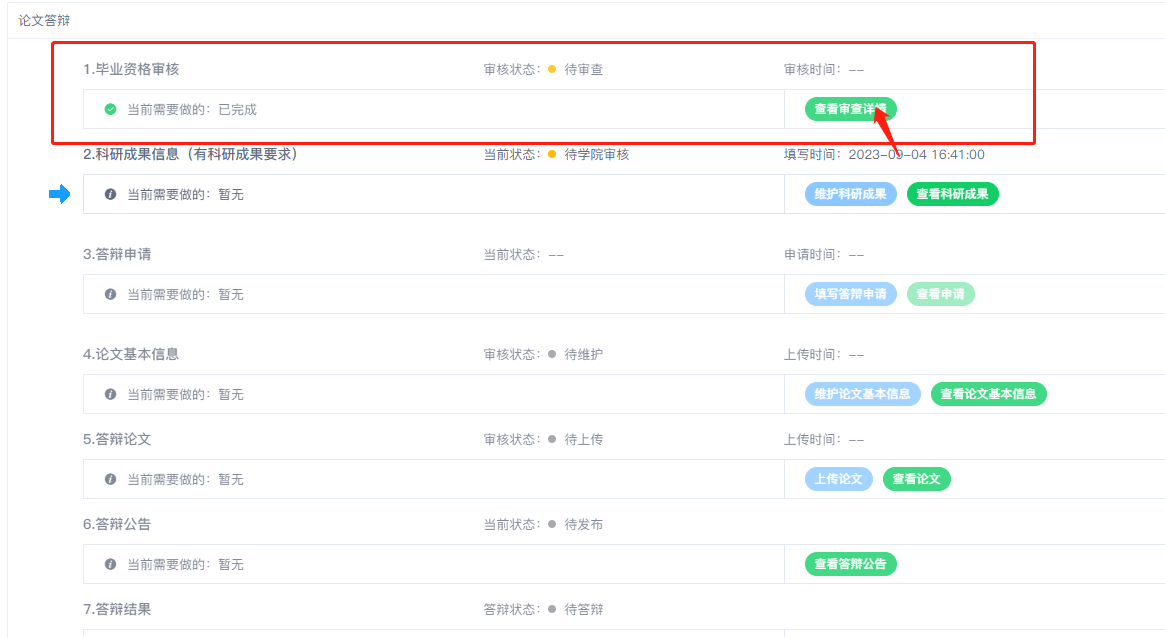 论文答辩
1.毕业资格审核 审核状态： 待审查 审核时间：--
当前需要做的：已完成 查看审查详情
2.科研成果信息（有科研成果要求） 当前状态： 待学院审核 填写时间：2023-09-04 16:41:00
当前需要做的：暂无 维护科研成果 查看科研成果
3.答辩申请 当前状态：-- 申请时间：--
当前需要做的：暂无 填写答辩申请 查看申请
4.论文基本信息 审核状态： 待维护 上传时间：--
当前需要做的：暂无 维护论文基本信息 查看论文基本信息
5.答辩论文 审核状态： 待上传 上传时间：--
当前需要做的：暂无 上传论文 查看论文
6.答辩公告 当前状态： 待发布
当前需要做的：暂无 查看答辩公告
7.答辩结果 答辩状态： 待答辩